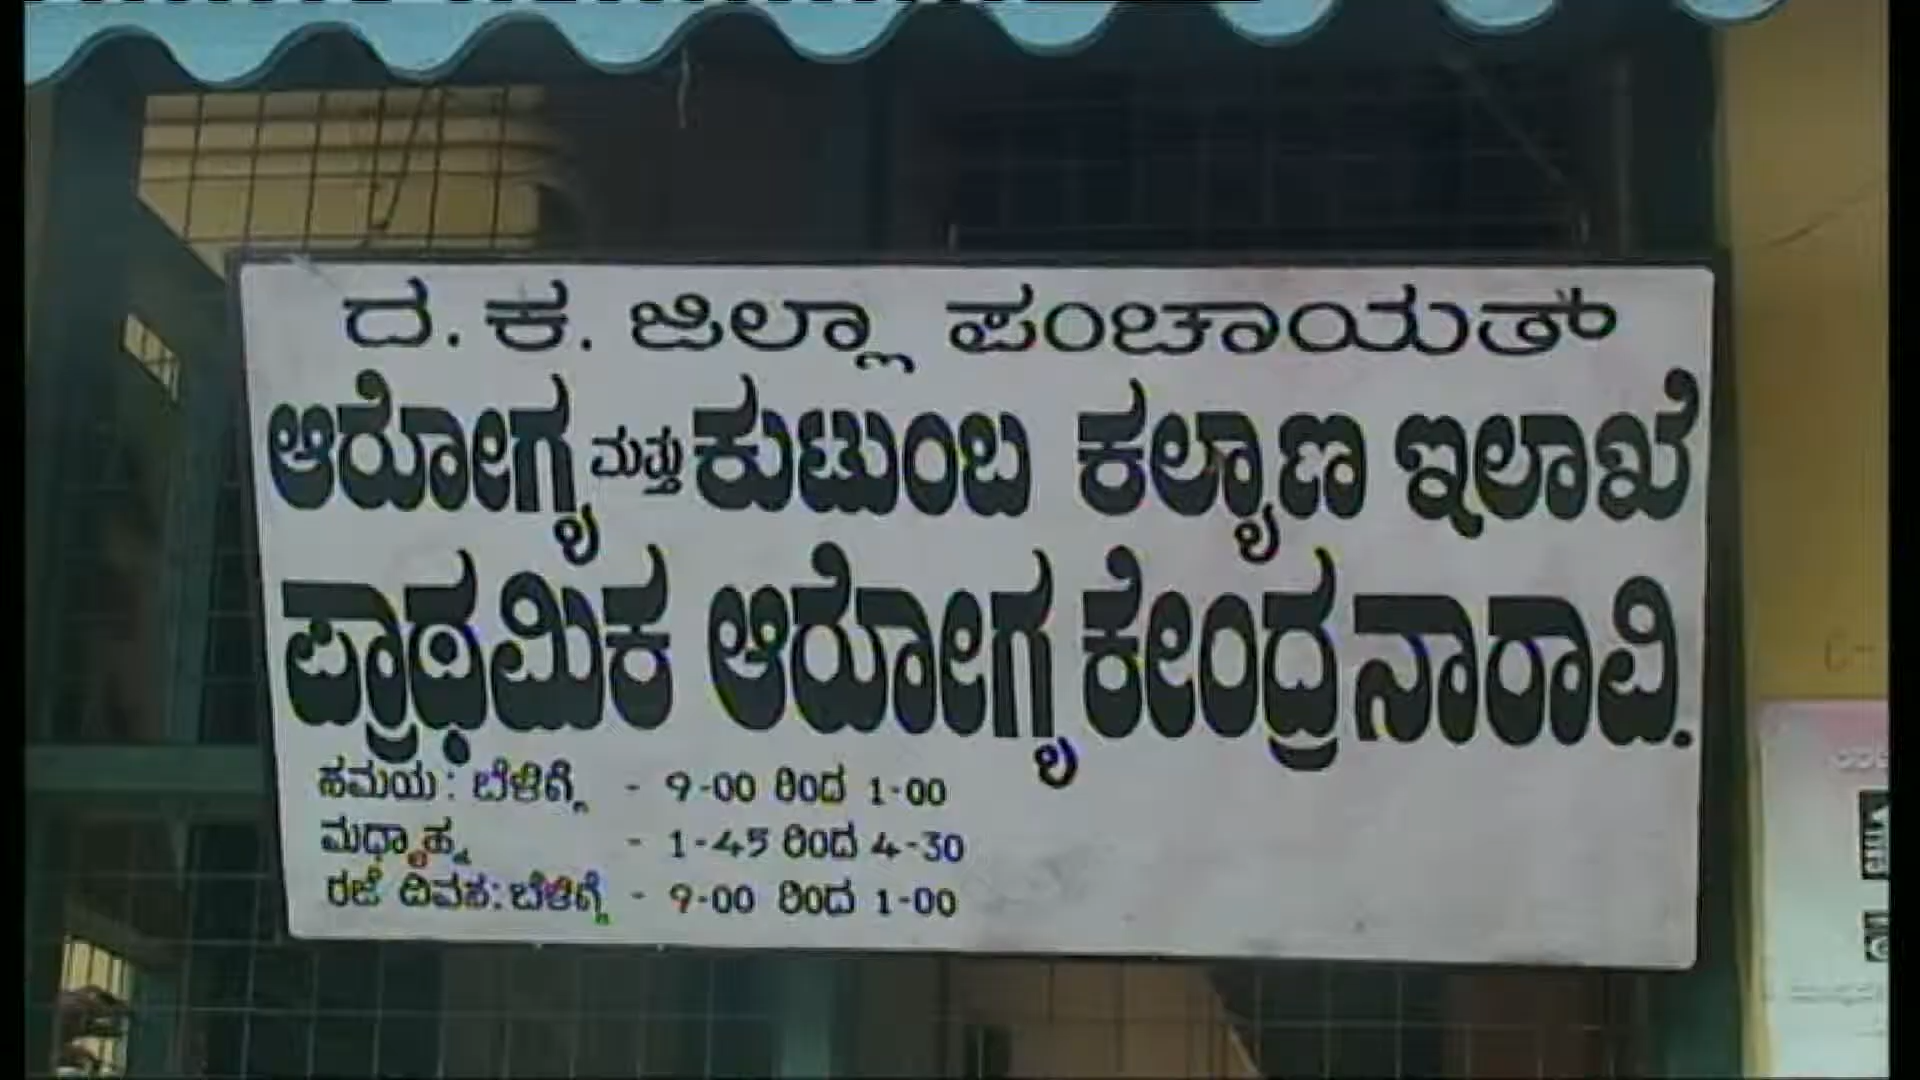 ದ. ಕ. ಜಿಲ್ಲಾ ಪಂಚಾಯತ್
ಆರೋಗ್ಯ ಮತ್ತು ಕುಟುಂಬ ಕಲ್ಯಾಣ ಇಲಾಖೆ
ಪ್ರಾಥಮಿಕ ಆರೋಗ್ಯ ಕೇಂದ್ರ ನಾರಾವಿ.
ಸಮಯ: ಬೆಳಿಗ್ಗೆ - 9-00 ರಿಂದ 1-00
ಮಧ್ಯಾಹ್ನ - 1-45 ರಿಂದ 4-30
ರಜೆ ದಿವಸ: ಬೆಳಿಗ್ಗೆ - 9-00 ರಿಂದ 1-00